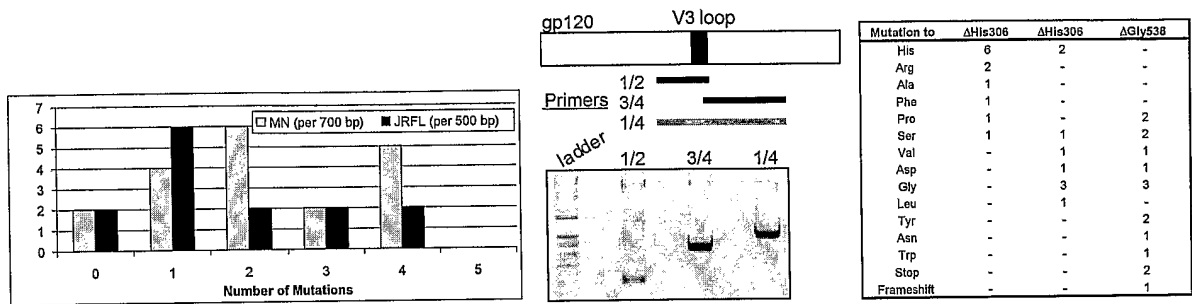 7
6
5
4
3
2
1
0
MN (per 700 bp) JRFL (per 500 bp)
0 1 2 3 4 5
Number of Mutations
gp120 V3 loop
1/2
Primers 3/4
1/4
ladder 1/2 3/4 1/4
Mutation to ΔHis306 ΔHis306 ΔGly538
His 6 2 -
Arg 2 - -
Ala 1 - -
Phe 1 - -
Pro 1 - 2
Ser 1 1 2
Val - 1 1
Asp - 1 1
Gly - 3 3
Leu - 1 -
Tyr - - 2
Asn - - 1
Trp - - 1
Stop - - 2
Frameshift - - 1